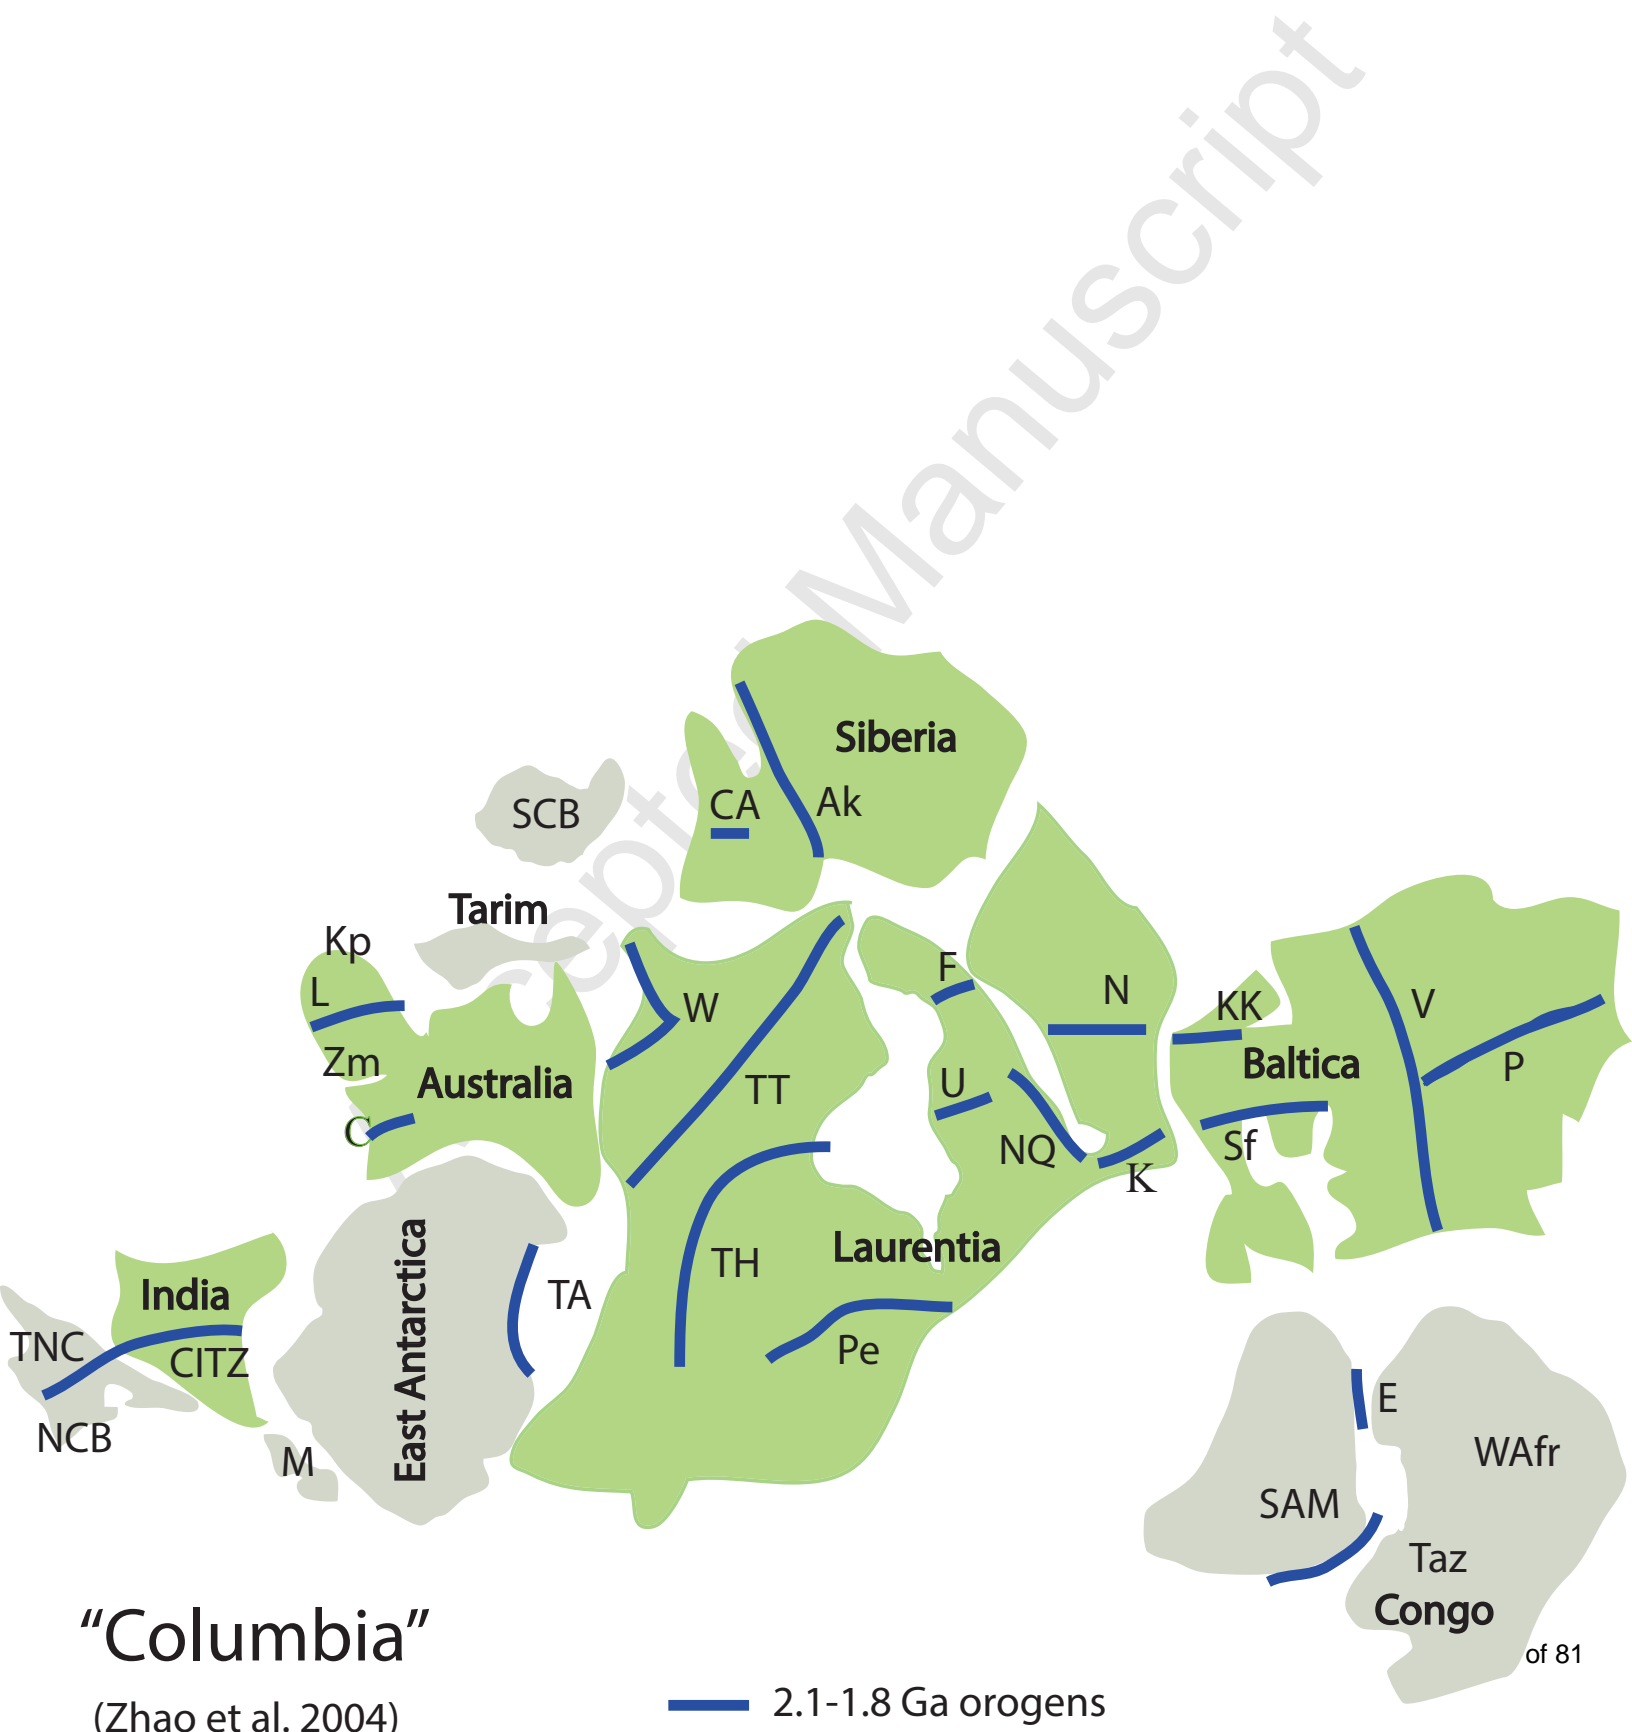 Accepted Manuscript
Siberia
CA
Ak
SCB
Tarim
Kp
L
Zm
Australia
C
W
TT
F
N
KK
V
Baltica
P
U
NQ
K
Sf
TH
Laurentia
East Antarctica
TA
India
TNC
CITZ
Pe
NCB
M
E
WAfr
SAM
Taz
Congo
“Columbia”
of 81
(Zhao et al. 2004)
2.1-1.8 Ga orogens